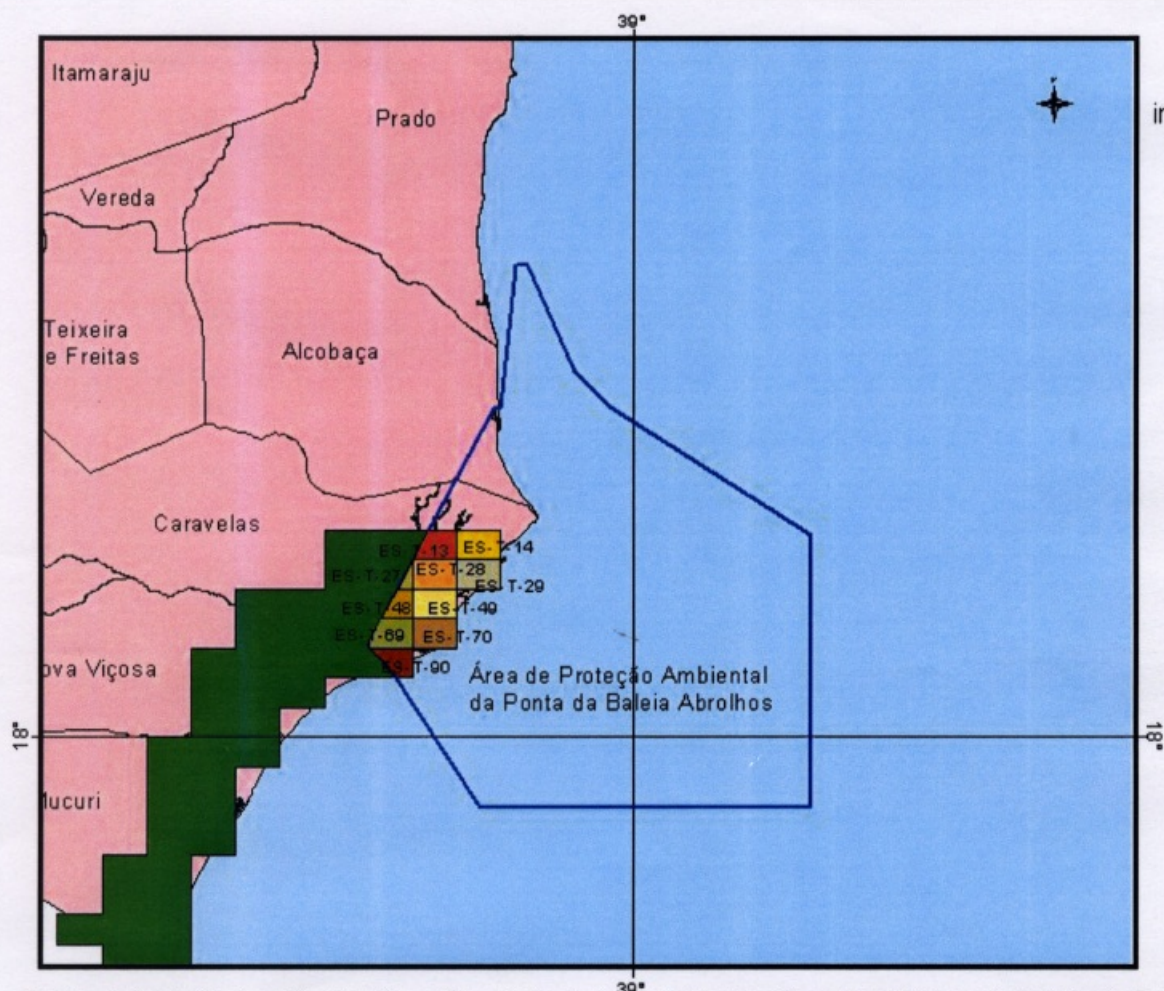 39°
Itamaraju
Prado
ir
Vereda
Teixeira
e Freitas
Alcobaça
Caravelas
ES-T-13
ES-T-14
ES-T-27
ES-T-28
ES-T-29
ES-T-48
ES-T-49
ES-T-69
ES-T-70
ova Viçosa
ES-T-90
Área de Proteção Ambiental
da Ponta da Baleia Abrolhos
18°
18°
lucuri
39°